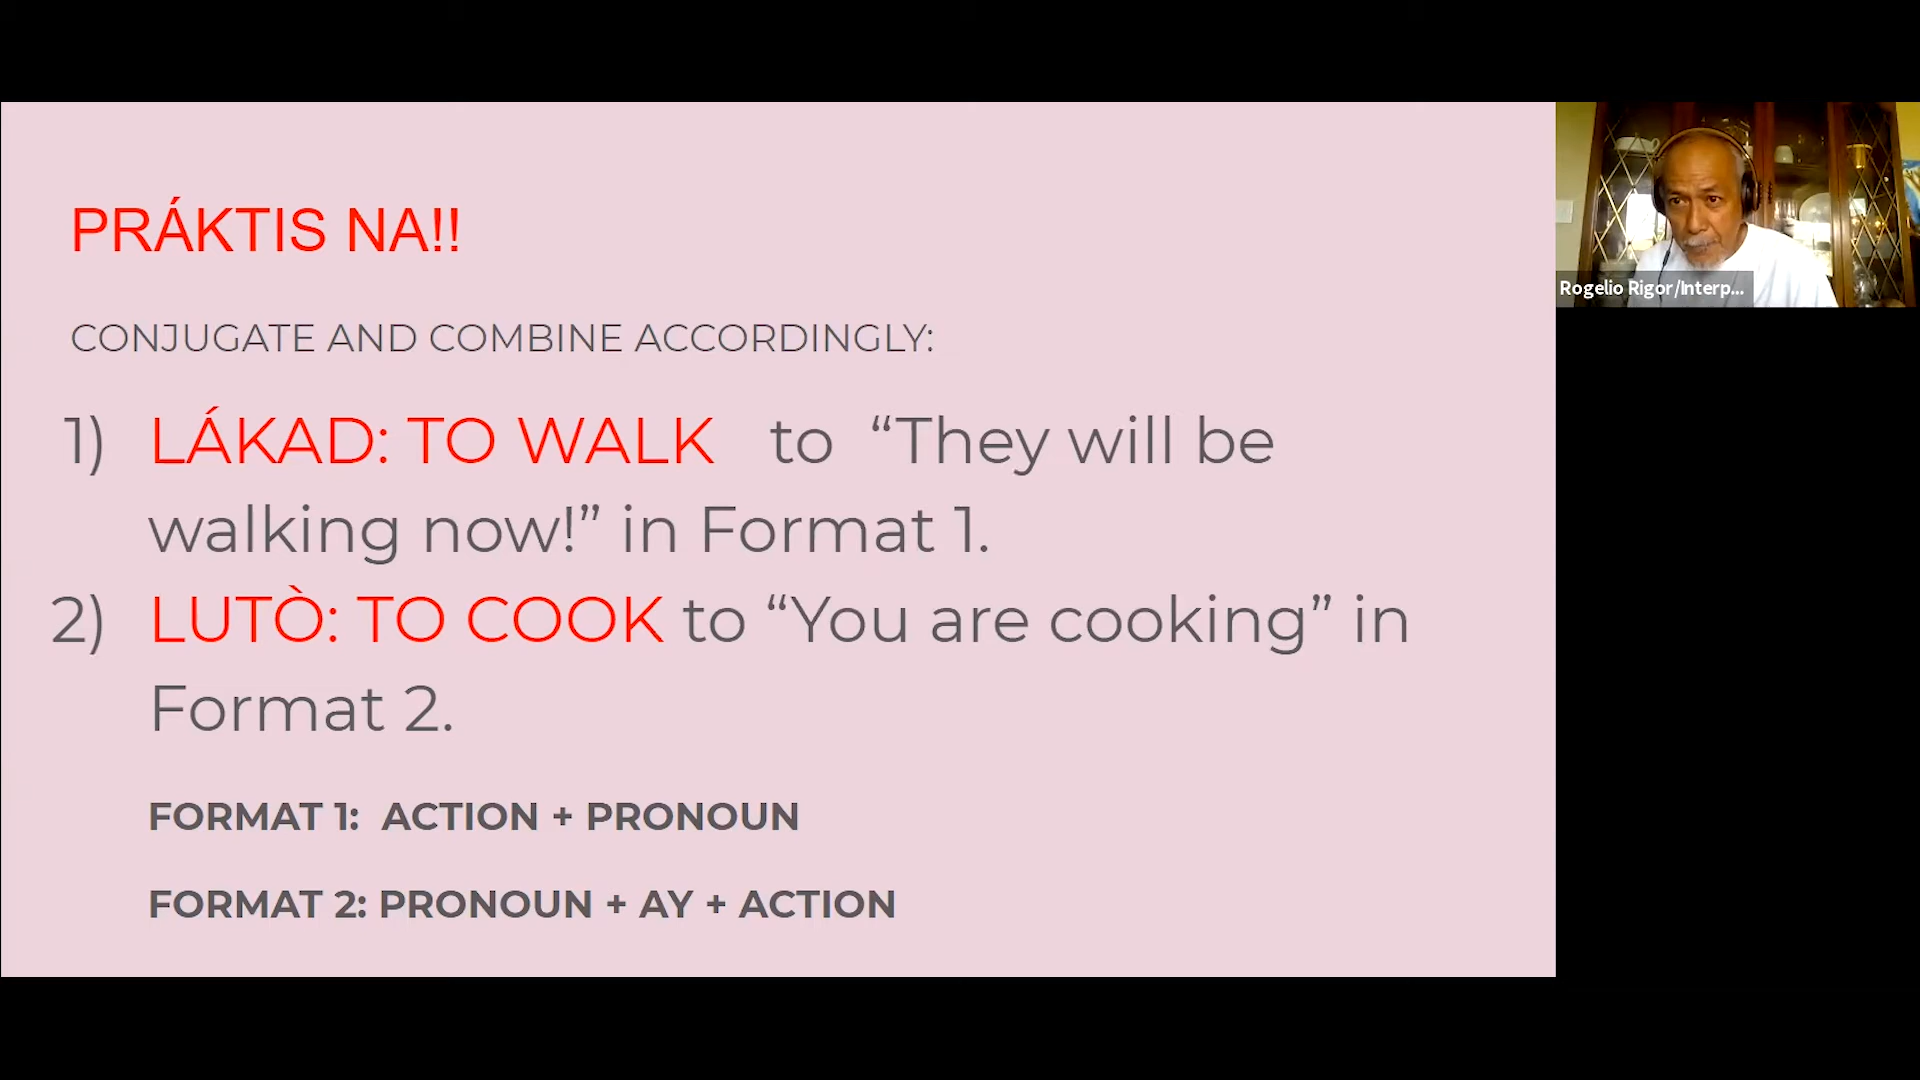 PRÁKTIS NA!!
CONJUGATE AND COMBINE ACCORDINGLY:
1) LÁKAD: TO WALK to “They will be
walking now!” in Format 1.
2) LUTÒ: TO COOK to “You are cooking” in
Format 2.
FORMAT 1: ACTION + PRONOUN
FORMAT 2: PRONOUN + AY + ACTION
Rogelio Rigor/Interp...